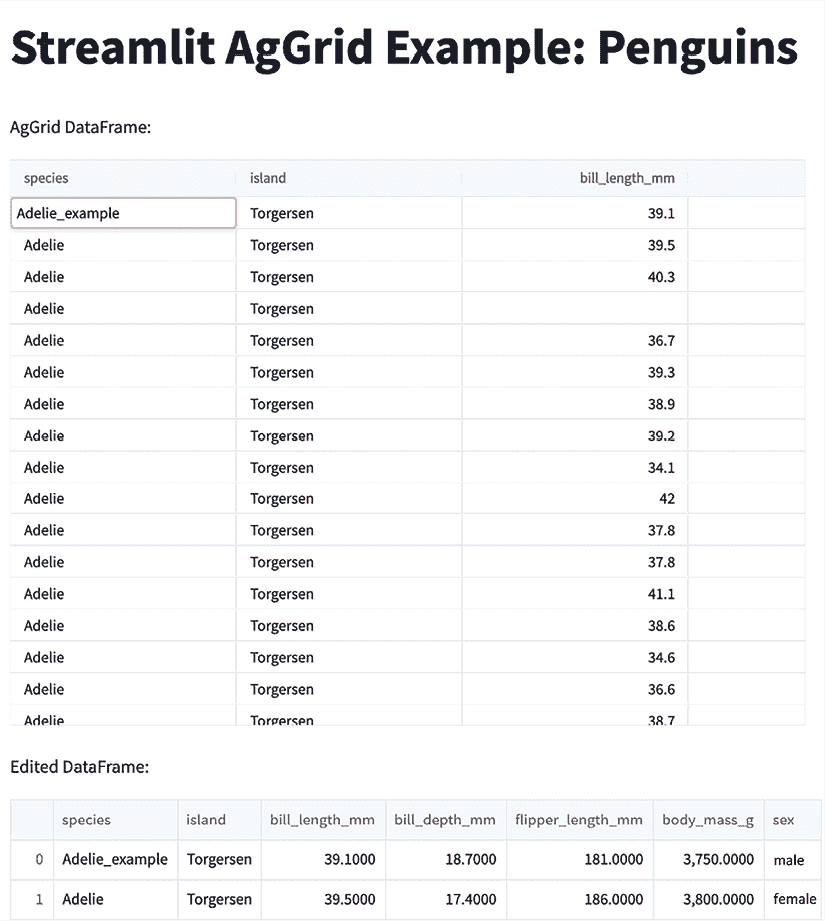 Streamlit AgGrid Example: Penguins
AgGrid DataFrame:
species island bill_length_mm
Adelie_example Torgersen 39.1
Adelie Torgersen 39.5
Adelie Torgersen 40.3
Adelie Torgersen
Adelie Torgersen 36.7
Adelie Torgersen 39.3
Adelie Torgersen 38.9
Adelie Torgersen 39.2
Adelie Torgersen 34.1
Adelie Torgersen 42
Adelie Torgersen 37.8
Adelie Torgersen 37.8
Adelie Torgersen 41.1
Adelie Torgersen 38.6
Adelie Torgersen 34.6
Adelie Torgersen 36.6
Adelie Torgersen 38.7
Edited DataFrame:
species island bill_length_mm bill_depth_mm flipper_length_mm body_mass_g sex
0 Adelie_example Torgersen 39.1000 18.7000 181.0000 3,750.0000 male
1 Adelie Torgersen 39.5000 17.4000 186.0000 3,800.0000 female